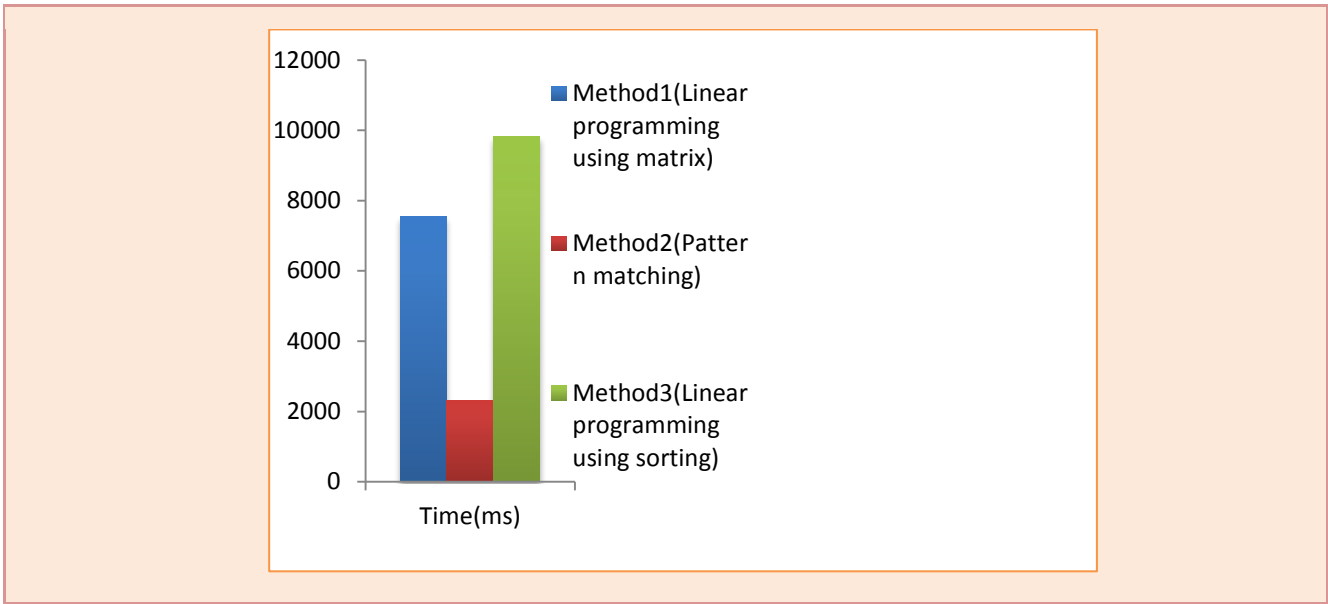 12000
10000
8000
6000
4000
2000
0
Time(ms)
Method1(Linear
programming
using matrix)
Method2(Patter
n matching)
Method3(Linear
programming
using sorting)